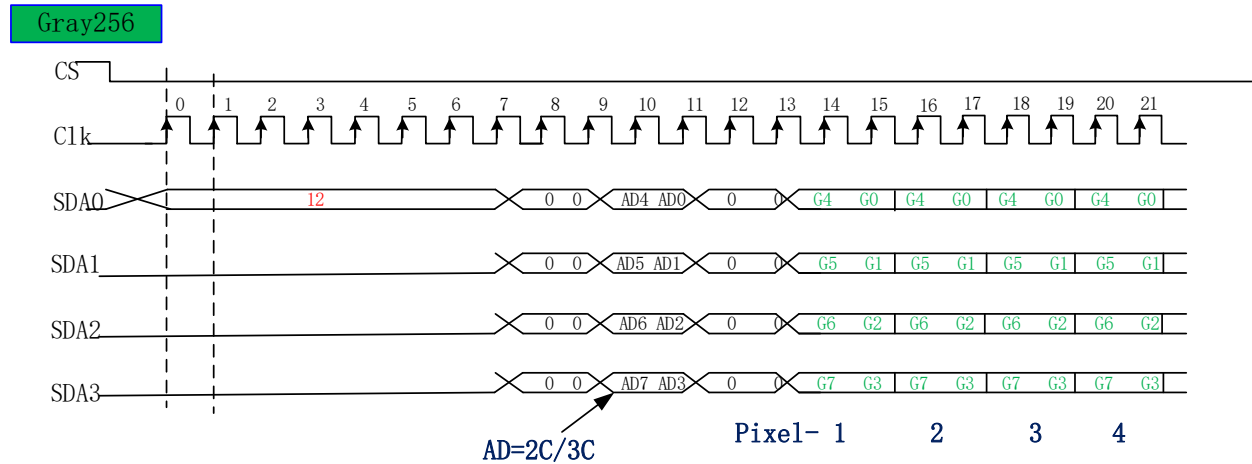 Gray256
CS
0 1 2 3 4 5 6 7 8 9 10 11 12 13 14 15 16 17 18 19 20 21
Clk
SDA0 12 0 0 AD4 AD0 0 0 G4 G0 G4 G0 G4 G0 G4 G0
SDA1 0 0 AD5 AD1 0 0 G5 G1 G5 G1 G5 G1 G5 G1
SDA2 0 0 AD6 AD2 0 0 G6 G2 G6 G2 G6 G2 G6 G2
SDA3 0 0 AD7 AD3 0 0 G7 G3 G7 G3 G7 G3 G7 G3
Pixel- 1 2 3 4
AD=2C/3C